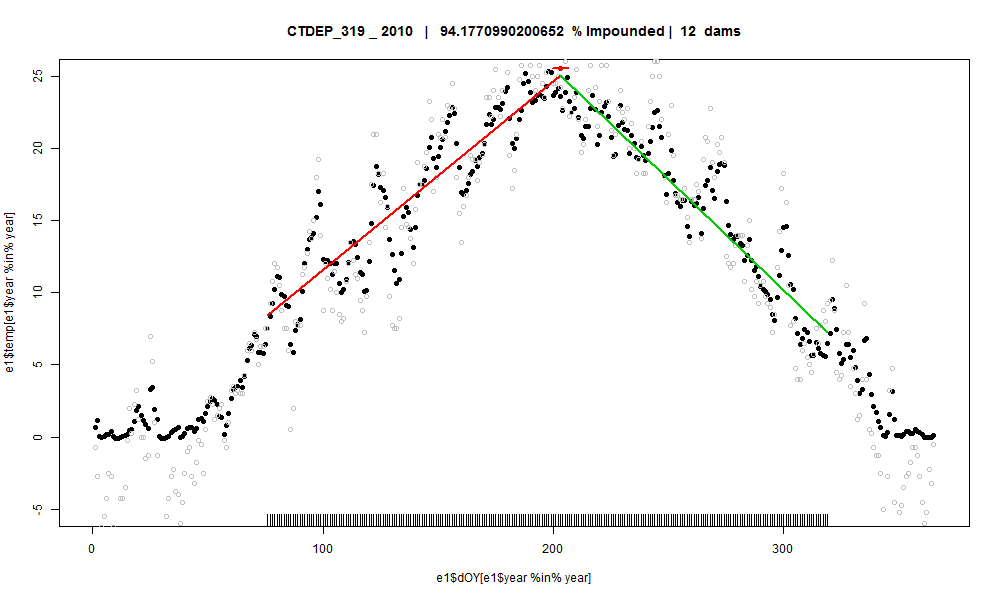 CTDEP_319 _ 2010 | 94.1770990200652 % Impounded | 12 dams
e1$temp[e1$year %in% year]
25
20
15
10
5
0
-5
0 100 200 300
e1$dOY[e1$year %in% year]